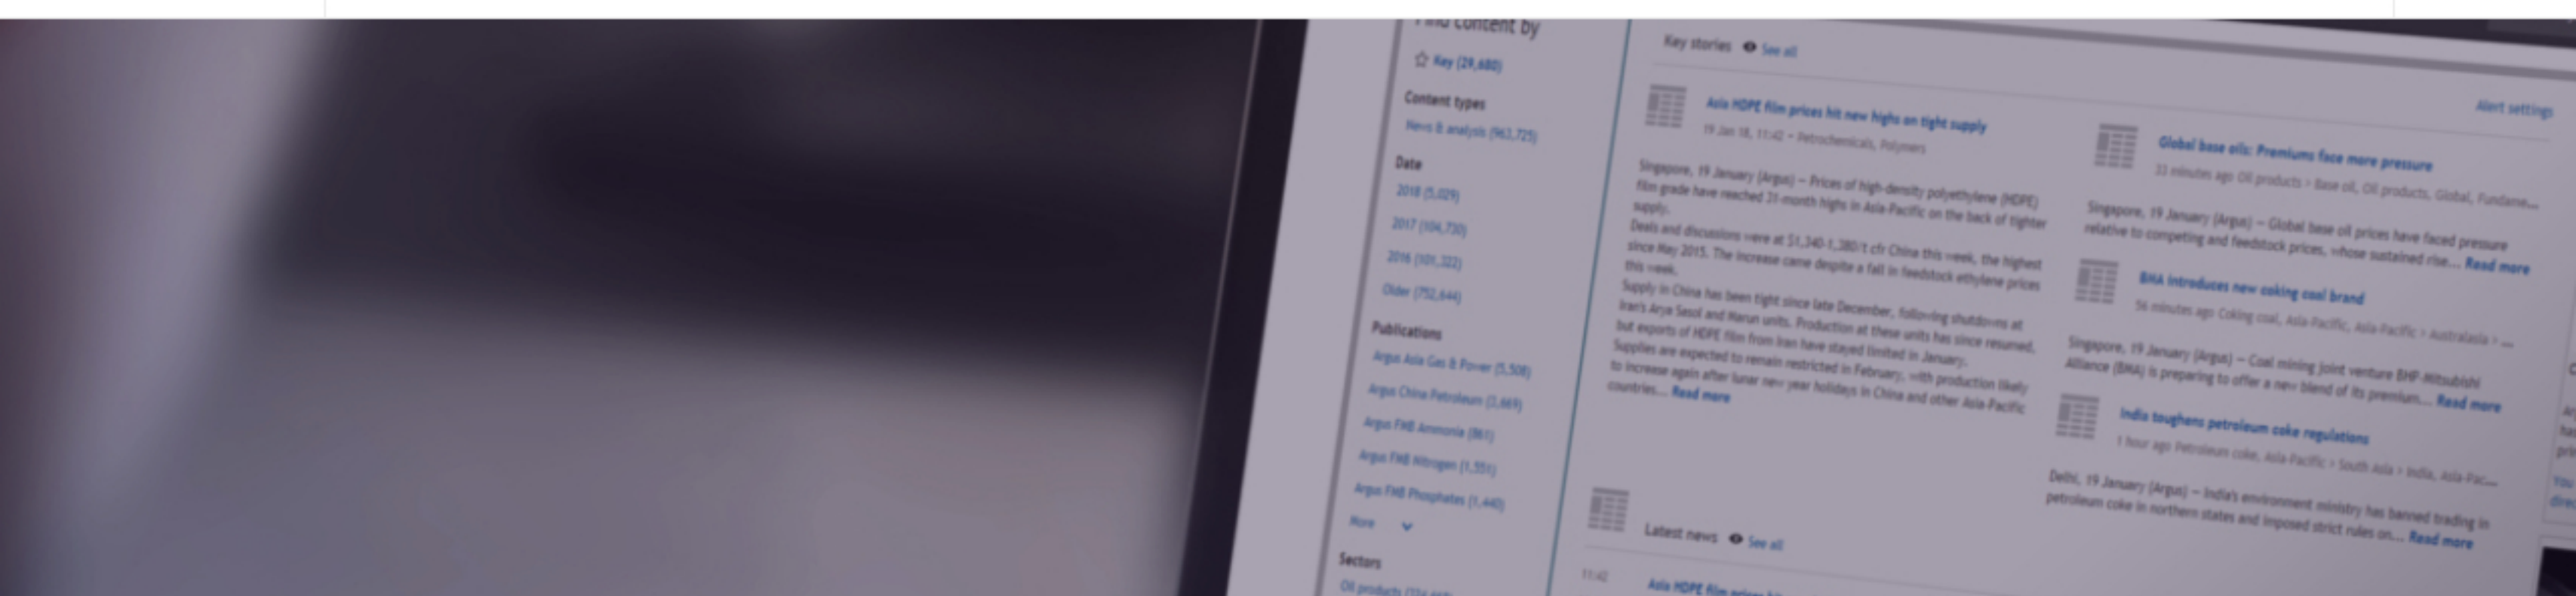 Find content by
Key (29,680)
Content types
News & analysis (963,725)
Date
2018 (5,029)
2017 (104,730)
2016 (101,322)
Older (752,644)
Publications
Argus Asia Gas & Power (5,508)
Argus China Petroleum (3,669)
Argus FMB Ammonia (861)
Argus FMB Nitrogen (1,551)
Argus FMB Phosphates (1,440)
More
Sectors
Oil products
Key stories See all
Asia HDPE film prices hit new highs on tight supply
19 Jan 18, 11:42 • Petrochemicals, Polymers
Singapore, 19 January (Argus) — Prices of high-density polyethylene (HDPE)
film grade have reached 31-month highs in Asia-Pacific on the back of tighter
supply.
Deals and discussions were at $1,340-1,380/t cfr China this week, the highest
since May 2015. The increase came despite a fall in feedstock ethylene prices
this week.
Supply in China has been tight since late December, following shutdowns at
Iran's Arya Sasol and Marun units. Production at these units has since resumed,
but exports of HDPE film from Iran have stayed limited in January.
Supplies are expected to remain restricted in February, with production likely
to increase again after lunar new year holidays in China and other Asia-Pacific
countries... Read more
Latest news See all
11:42
Asia HDPE film prices
Alert settings
Global base oils: Premiums face more pressure
33 minutes ago Oil products > Base oil, Oil products, Global, Fundame...
Singapore, 19 January (Argus) — Global base oil prices have faced pressure
relative to competing and feedstock prices, whose sustained rise... Read more
BMA introduces new coking coal brand
56 minutes ago Coking coal, Asia-Pacific, Asia-Pacific > Australasia > ...
Singapore, 19 January (Argus) — Coal mining joint venture BHP-Mitsubishi
Alliance (BMA) is preparing to offer a new blend of its premium... Read more
India toughens petroleum coke regulations
1 hour ago Petroleum coke, Asia-Pacific > South Asia > India, Asia-Pac...
Delhi, 19 January (Argus) — India's environment ministry has banned trading in
petroleum coke in northern states and imposed strict rules on... Read more
You